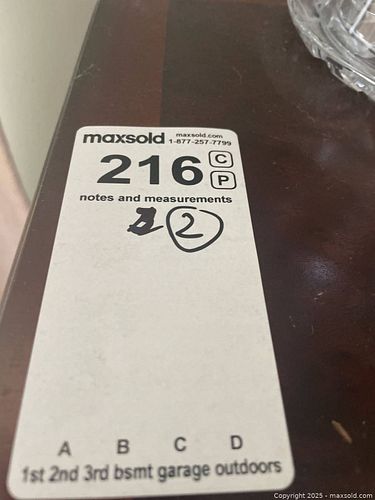 maxsold maxsold.com
1-877-257-7799
216 C
P
notes and measurements
2
A B C D
1st 2nd 3rd bsmt garage outdoors
Copyright 2025 - maxsold.com